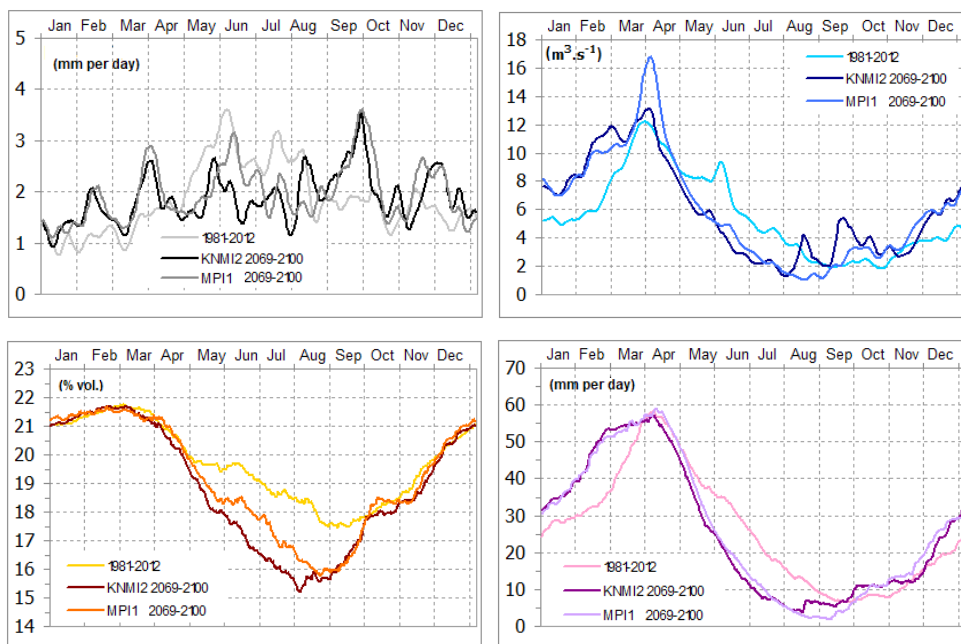 Jan Feb Mar Apr May Jun Jul Aug Sep Oct Nov Dec
5
(mm per day)
4
3
2
1
0
1981-2012
KNMI2 2069-2100
MPI1 2069-2100
Jan Feb Mar Apr May Jun Jul Aug Sep Oct Nov Dec
18
(m³.s⁻¹)
16
14
12
10
8
6
4
2
0
1981-2012
KNMI2 2069-2100
MPI1 2069-2100
Jan Feb Mar Apr May Jun Jul Aug Sep Oct Nov Dec
23
(% vol.)
22
21
20
19
18
17
16
15
14
1981-2012
KNMI2 2069-2100
MPI1 2069-2100
Jan Feb Mar Apr May Jun Jul Aug Sep Oct Nov Dec
70
(mm per day)
60
50
40
30
20
10
0
1981-2012
KNMI2 2069-2100
MPI1 2069-2100